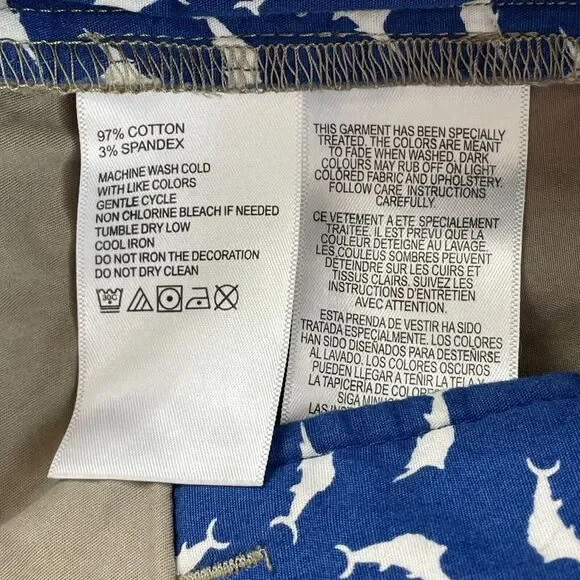 97% COTTON
3% SPANDEX
MACHINE WASH COLD
WITH LIKE COLORS
GENTLE CYCLE
NON CHLORINE BLEACH IF NEEDED
TUMBLE DRY LOW
COOL IRON
DO NOT IRON THE DECORATION
DO NOT DRY CLEAN
30C
THIS GARMENT HAS BEEN SPECIALLY
TREATED. THE COLORS ARE MEANT
TO FADE WHEN WASHED. DARK
COLOURS MAY RUB OFF ON LIGHT
COLORED FABRIC AND UPHOLSTERY.
FOLLOW CARE INSTRUCTIONS
CAREFULLY
CE VETEMENT A ETE SPECIALEMENT
TRAITEE. IL EST PREVU QUE LA
COULEUR DETEIGNE AU LAVAGE.
LES COULEUX SOMBRES PEUVENT
DETEINDRE SUR LES CUIRS ET
TISSUS CLAIRS. SUIVEZ LES
INSTRUCTIONS D'ENTRETIEN
AVEC ATTENTION.
ESTA PRENDA DE VESTIR HA SIDO
TRATADA ESPECIALMENTE. LOS COLORES
HAN SIDO DISEÑADOS PARA DESTEÑIRSE
AL LAVADO. LOS COLORES OSCUROS
PUEDEN LLEGAR A TEÑIR LA TELA Y
LA TAPICERÍA DE COLORES
SIGA
LAS